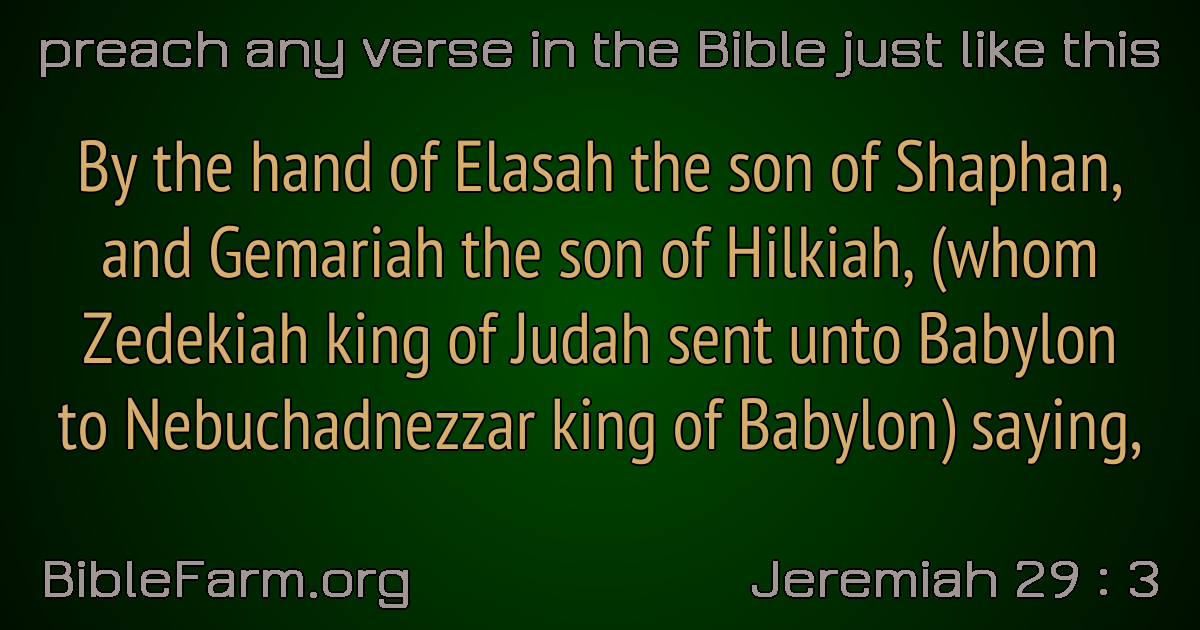 preach any verse in the Bible just like this
By the hand of Elasah the son of Shaphan,
and Gemariah the son of Hilkiah, (whom
Zedekiah king of Judah sent unto Babylon
to Nebuchadnezzar king of Babylon) saying,
BibleFarm.org
Jeremiah 29 : 3